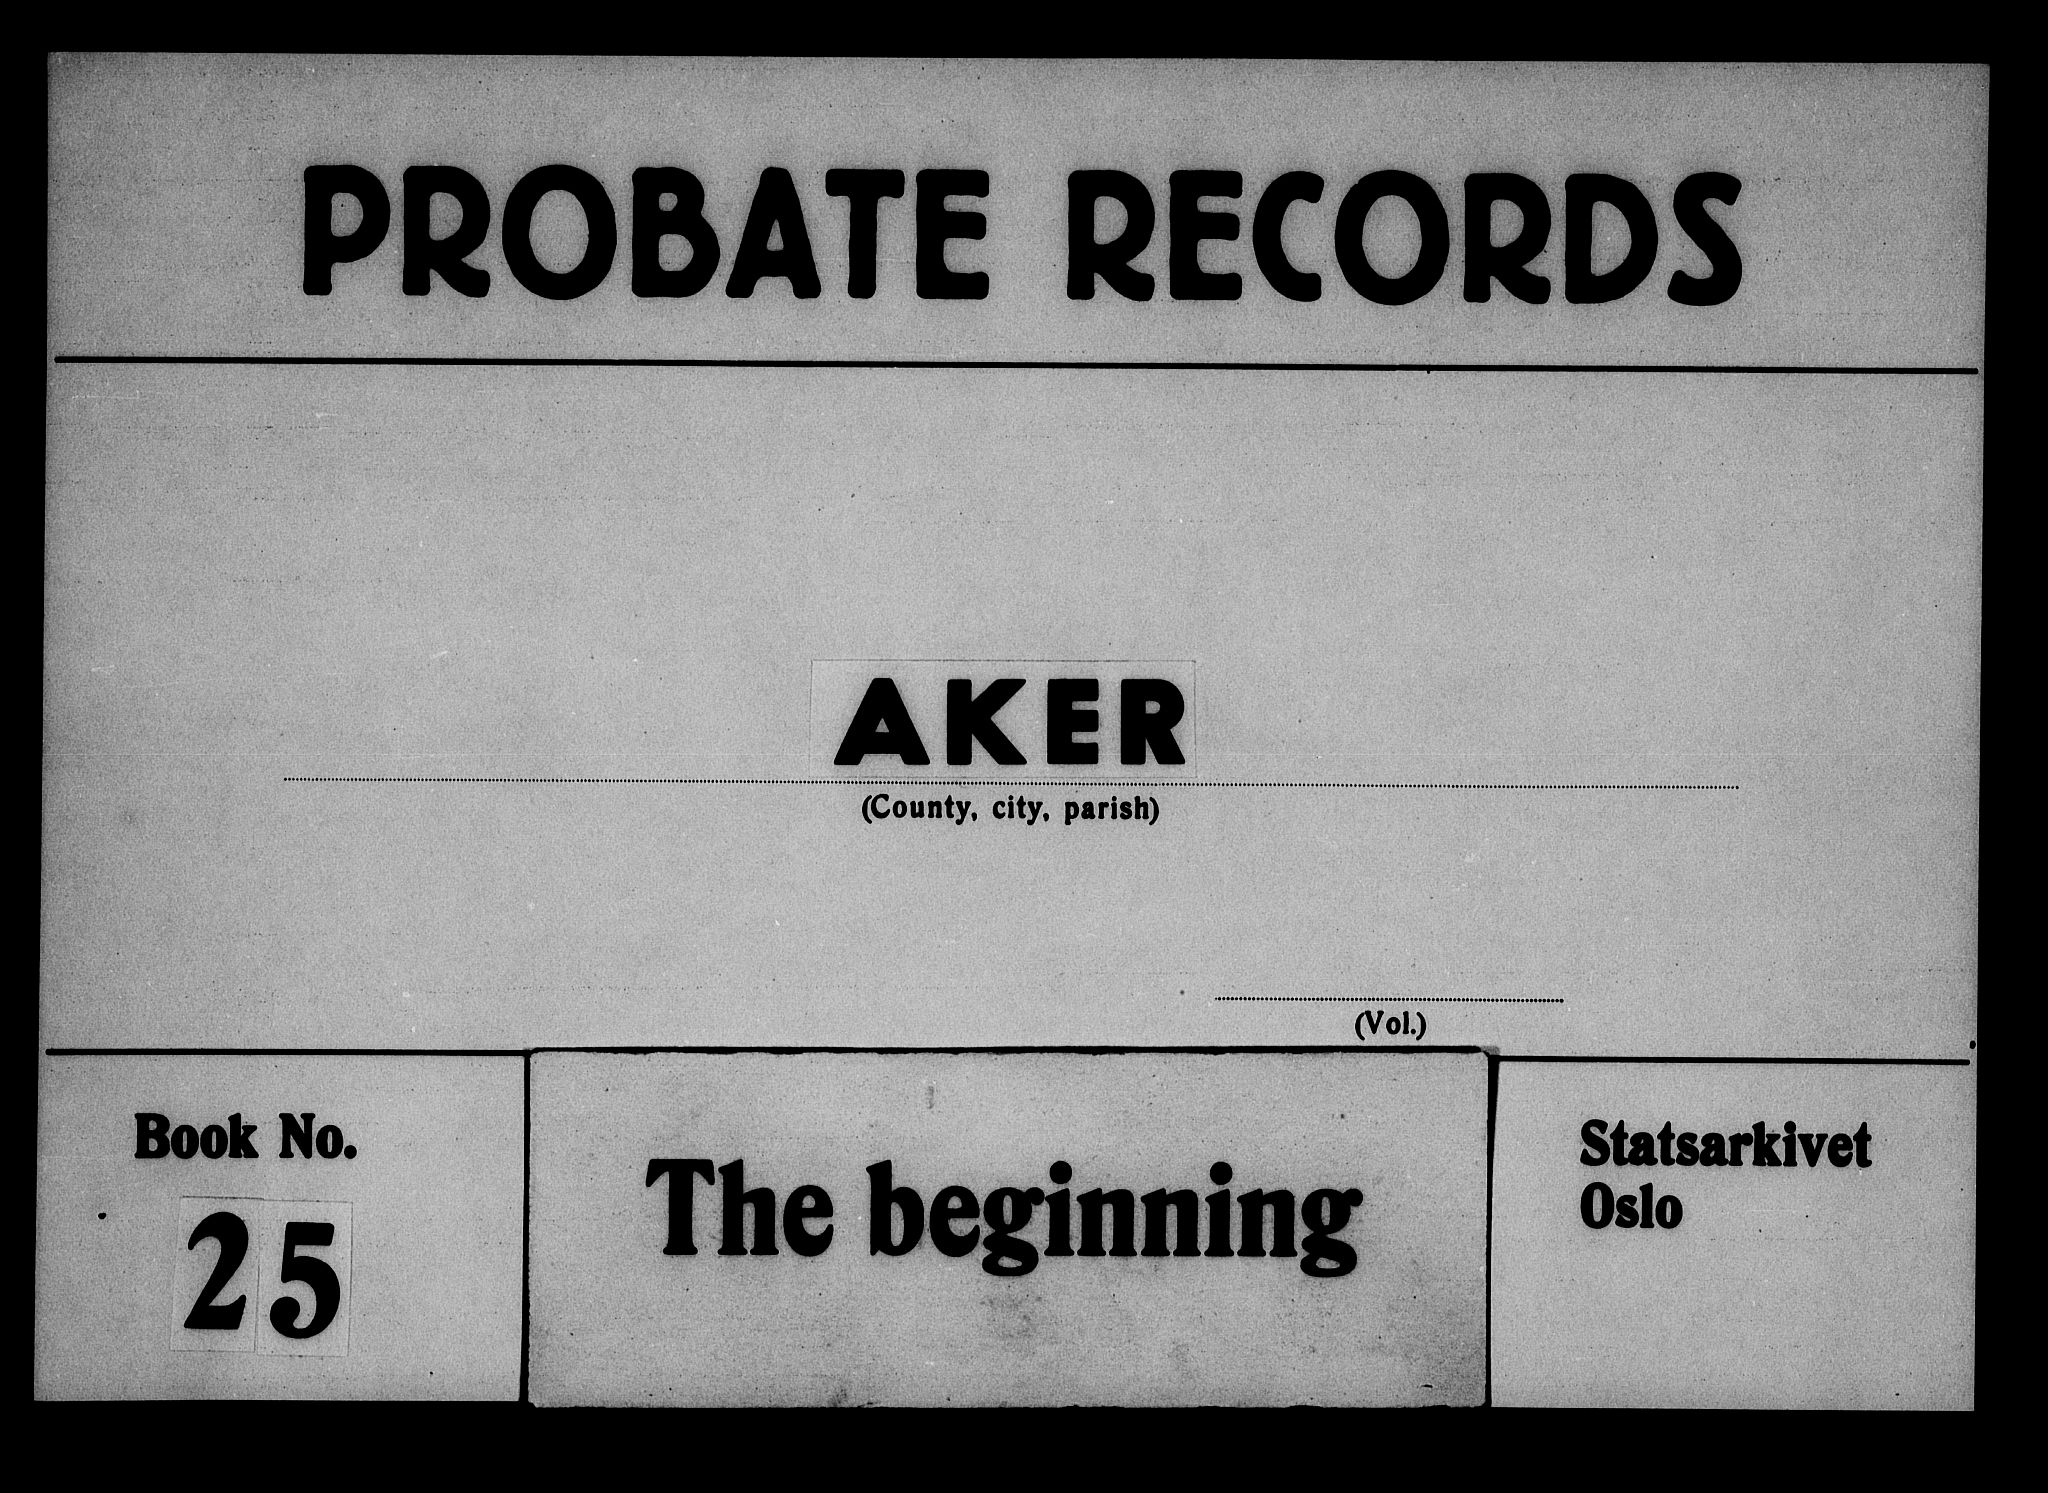 PROBATE RECORDS
AKER
(County, city, parish)
(Vol.)
Book No.
25
The beginning
Statsarkivet
Oslo